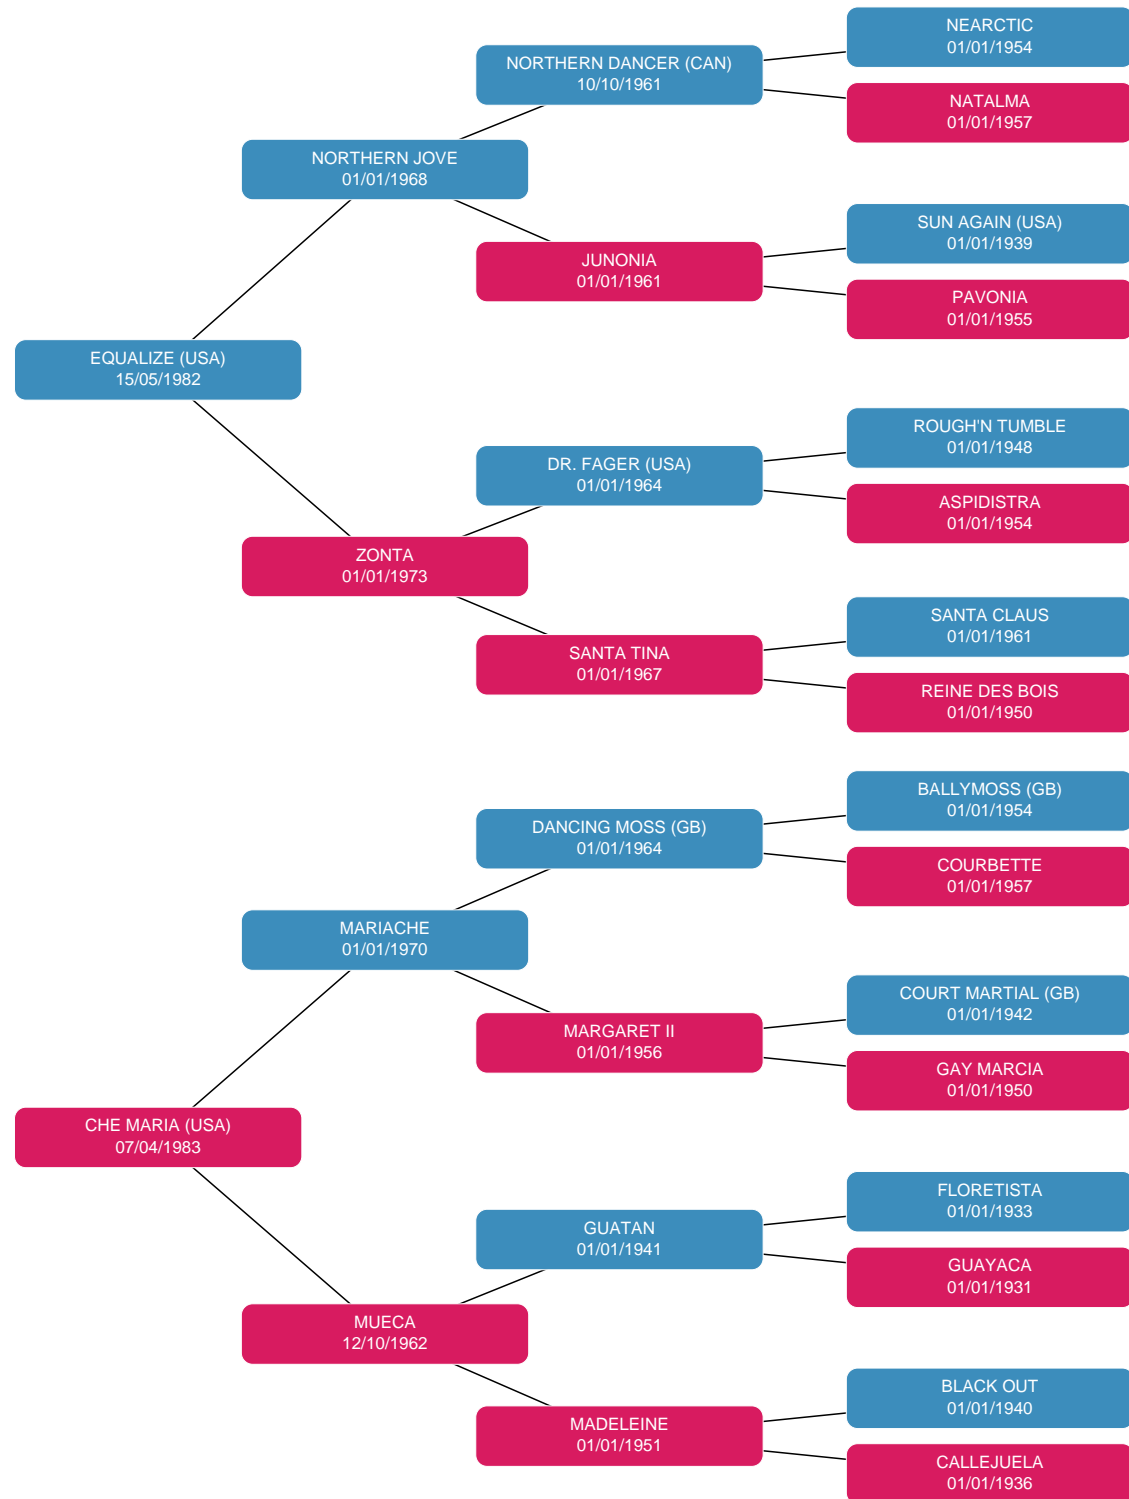 NEARCTIC
01/01/1954
NORTHERN DANCER (CAN)
10/10/1961
NATALMA
01/01/1957
NORTHERN JOVE
01/01/1968
SUN AGAIN (USA)
01/01/1939
JUNONIA
01/01/1961
PAVONIA
01/01/1955
EQUALIZE (USA)
15/05/1982
ROUGH'N TUMBLE
01/01/1948
DR. FAGER (USA)
01/01/1964
ASPIDISTRA
01/01/1954
ZONTA
01/01/1973
SANTA CLAUS
01/01/1961
SANTA TINA
01/01/1967
REINE DES BOIS
01/01/1950
BALLYMOSS (GB)
01/01/1954
DANCING MOSS (GB)
01/01/1964
COURBETTE
01/01/1957
MARIACHE
01/01/1970
COURT MARTIAL (GB)
01/01/1942
MARGARET II
01/01/1956
GAY MARCIA
01/01/1950
CHE MARIA (USA)
07/04/1983
FLORETISTA
01/01/1933
GUATAN
01/01/1941
GUAYACA
01/01/1931
MUECA
12/10/1962
BLACK OUT
01/01/1940
MADELEINE
01/01/1951
CALLEJUELA
01/01/1936